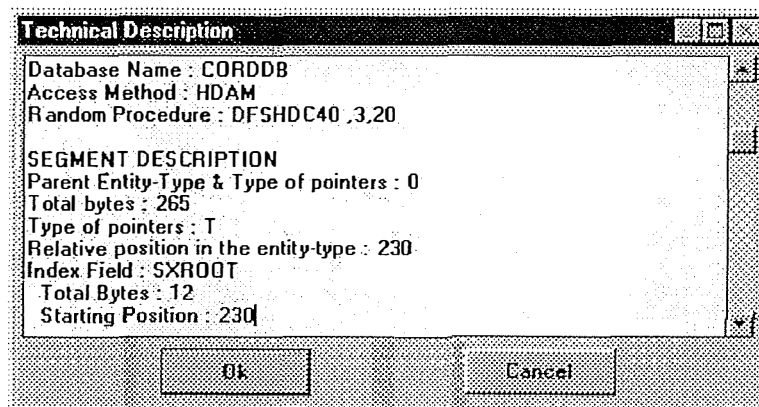 Technical Description
Database Name : CORDDB
Access Method : HDAM
Random Procedure : DFSHDC40 ,3,20
SEGMENT DESCRIPTION
Parent Entity-Type & Type of pointers : 0
Total bytes : 265
Type of pointers : T
Relative position in the entity-type : 230
Index Field : SXROOT
Total Bytes : 12
Starting Position : 230
Ok
Cancel